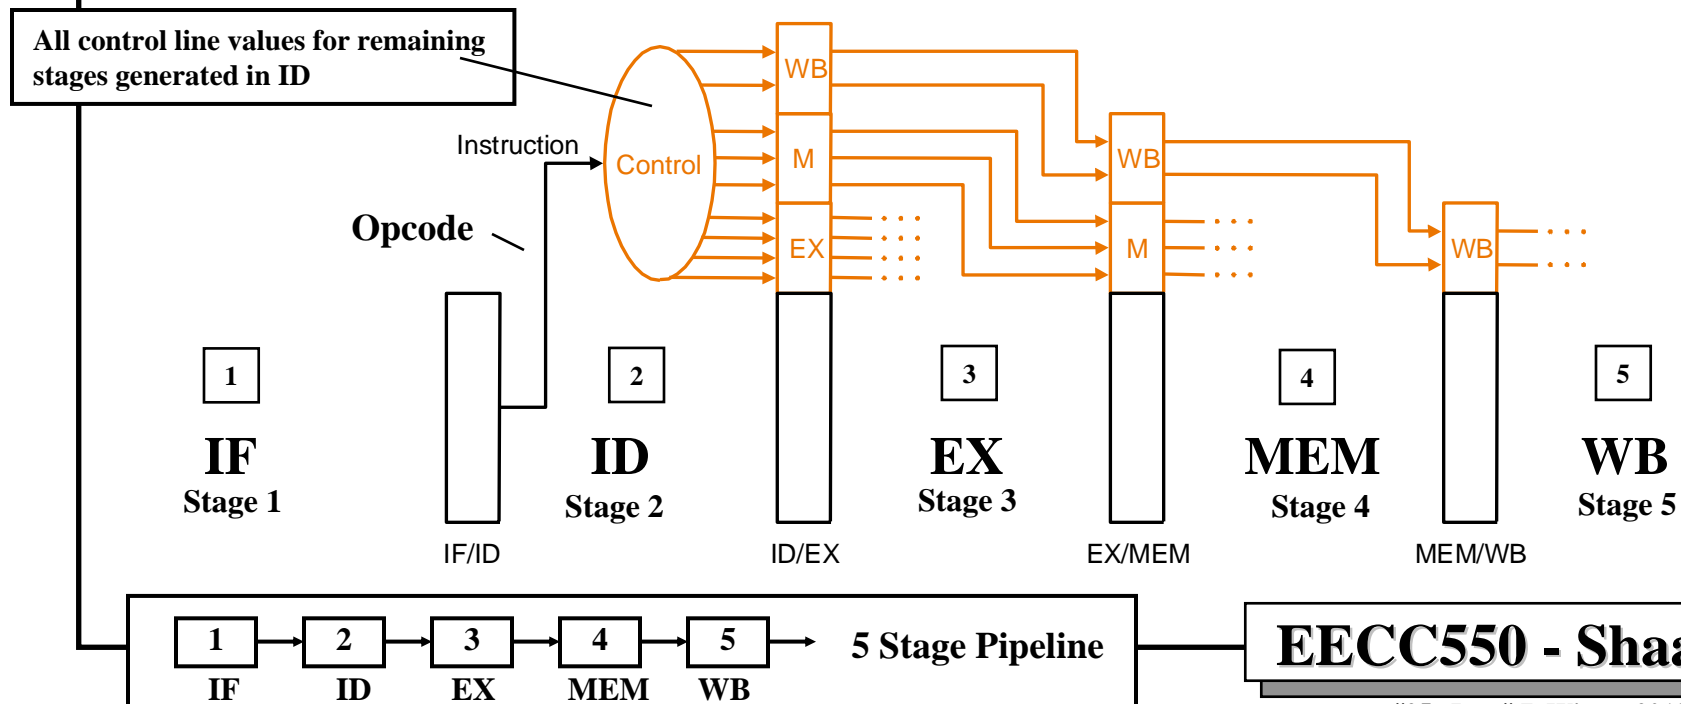 All control line values for remaining
stages generated in ID
Instruction
Opcode
Control
WB
M
EX
WB
M
WB
1
2
3
4
5
IF
ID
EX
MEM
WB
Stage 1
Stage 2
Stage 3
Stage 4
Stage 5
IF/ID
ID/EX
EX/MEM
MEM/WB
1
2
3
4
5
5 Stage Pipeline
IF
ID
EX
MEM
WB
EECC550 - Shaa